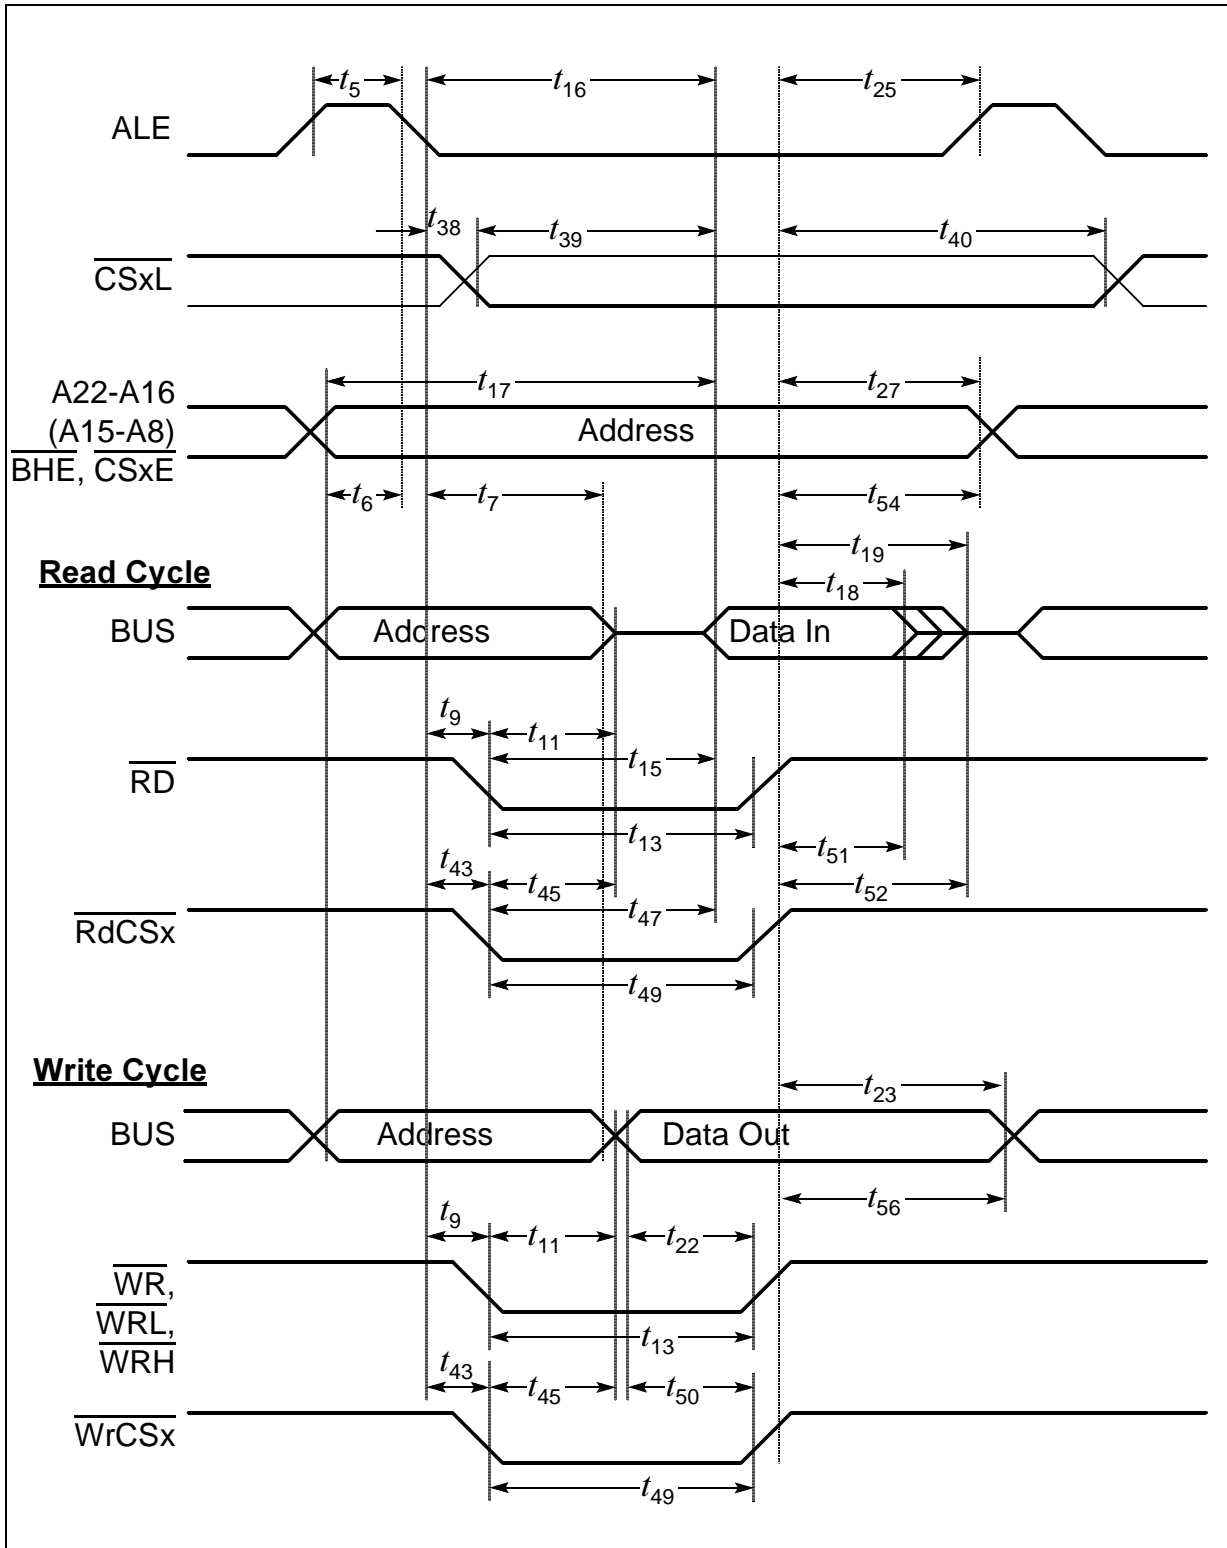 t5 t16 t25
ALE
t38 t39 t40
CSxL
t17 t27
A22-A16
(A15-A8)
BHE, CSxE
Address
t6 t7 t54
t19
Read Cycle
t18
BUS Address Data In
t9 t11
t15
RD
t13 t51
t43 t45 t52
t47
RdCSx
t49
Write Cycle
t23
BUS Address Data Out
t56
t9 t11 t22
WR,
WRL,
WRH
t13
t43 t45 t50
WrCSx
t49